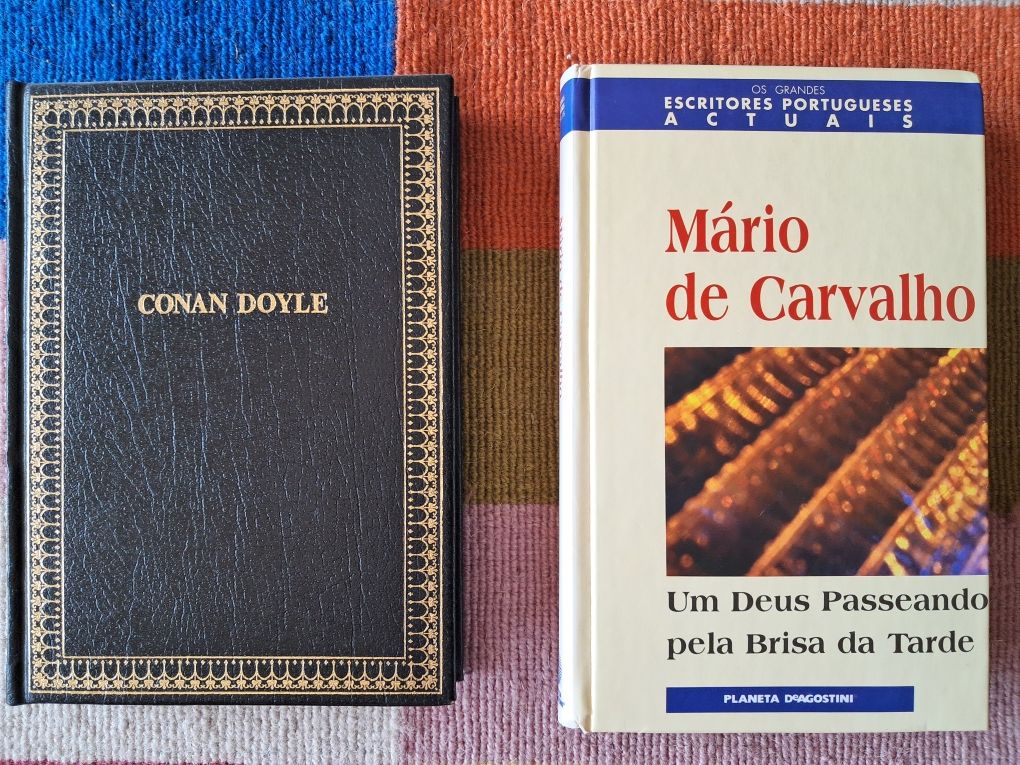 CONAN DOYLE
OS GRANDES
ESCRITORES PORTUGUESES
ACTUAIS
Mário
de Carvalho
Um Deus Passeando
pela Brisa da Tarde
PLANETA DeAGOSTINI